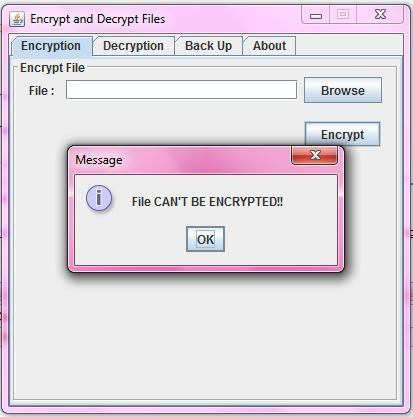 Encrypt and Decrypt Files
Encryption Decryption Back Up About
Encrypt File
File : Browse
Encrypt
Message
File CAN'T BE ENCRYPTED!!
OK